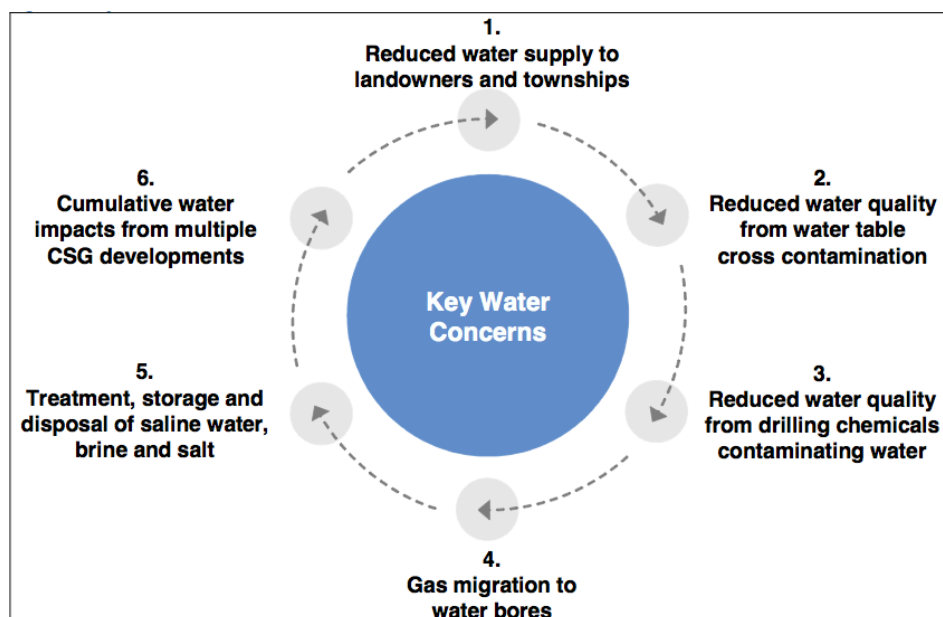 1.
Reduced water supply to
landowners and townships
2.
Reduced water quality
from water table
cross contamination
3.
Reduced water quality
from drilling chemicals
contaminating water
4.
Gas migration to
water bores
5.
Treatment, storage and
disposal of saline water,
brine and salt
6.
Cumulative water
impacts from multiple
CSG developments
Key Water
Concerns